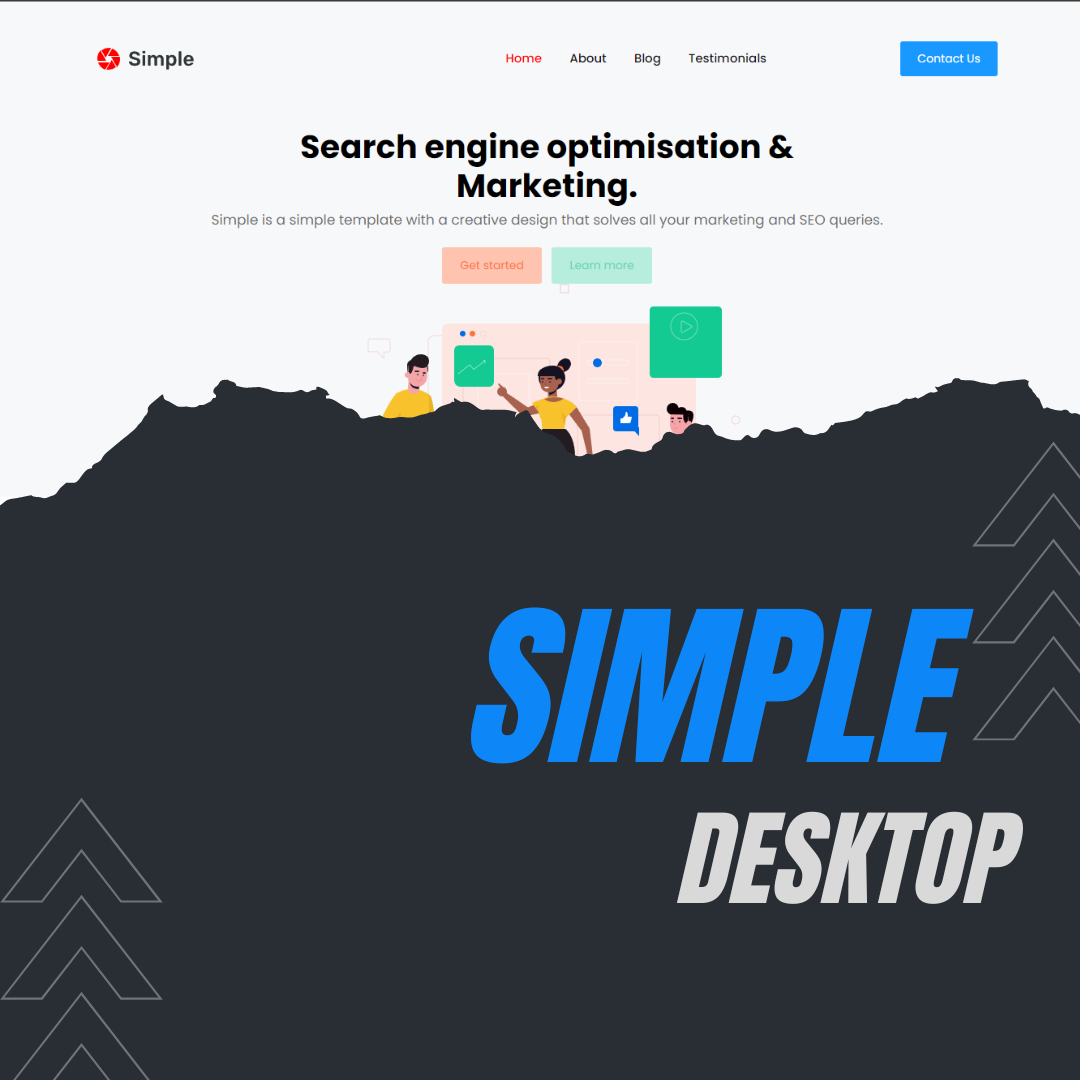 Simple
Home About Blog Testimonials
Contact Us
Search engine optimisation &
Marketing.
Simple is a simple template with a creative design that solves all your marketing and SEO queries.
Get started Learn more
SIMPLE
DESKTOP